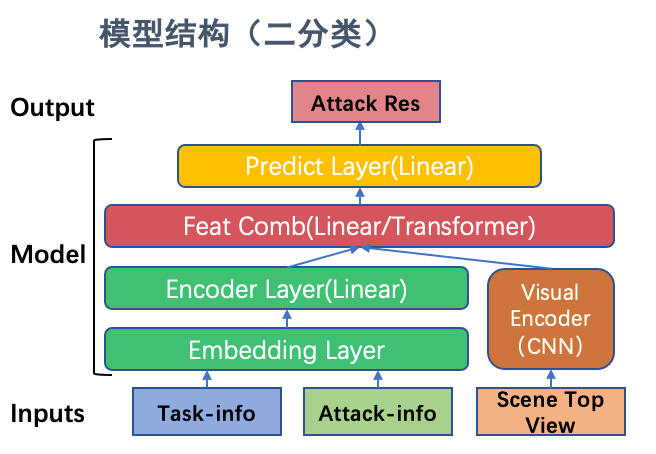 模型结构（二分类）
Output
Attack Res
Predict Layer(Linear)
Feat Comb(Linear/Transformer)
Model
Encoder Layer(Linear)
Visual
Encoder
（CNN）
Embedding Layer
Inputs
Task-info
Attack-info
Scene Top
View